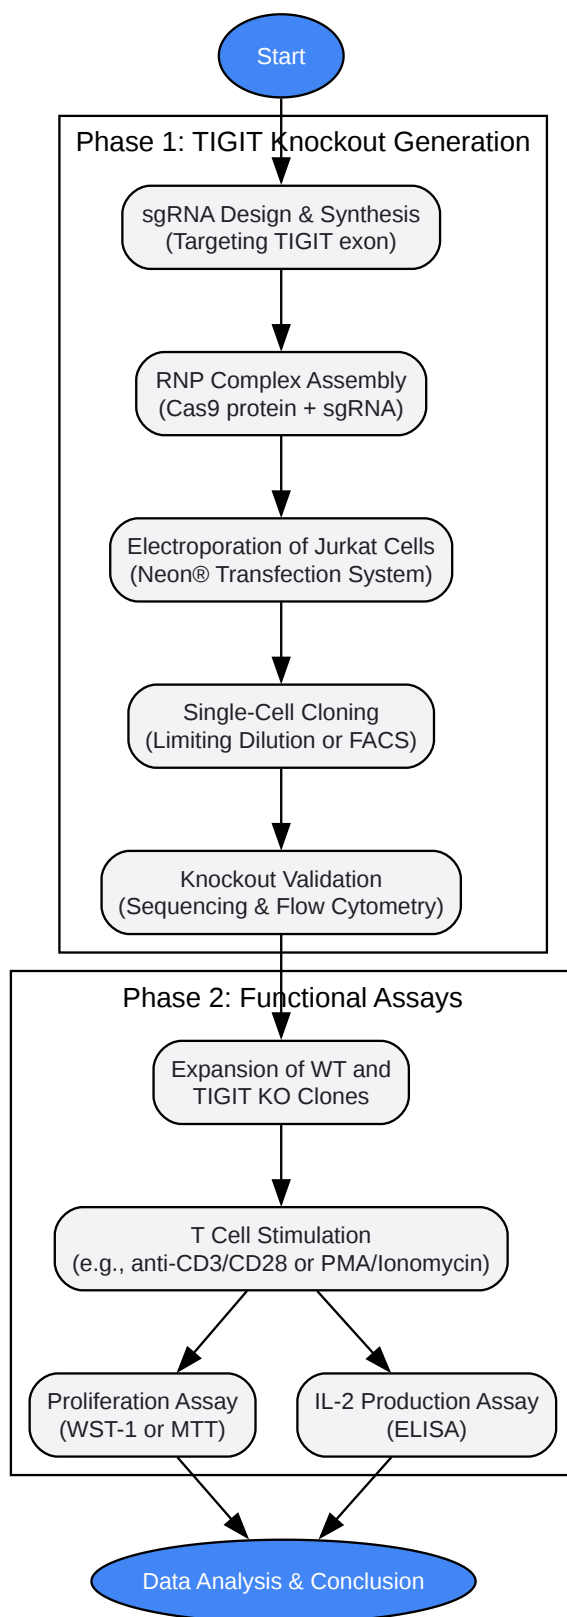 Start
Phase 1: TIGIT Knockout Generation
sgRNA Design & Synthesis
(Targeting TIGIT exon)
RNP Complex Assembly
(Cas9 protein + sgRNA)
Electroporation of Jurkat Cells
(Neon® Transfection System)
Single-Cell Cloning
(Limiting Dilution or FACS)
Knockout Validation
(Sequencing & Flow Cytometry)
Phase 2: Functional Assays
Expansion of WT and
TIGIT KO Clones
T Cell Stimulation
(e.g., anti-CD3/CD28 or PMA/Ionomycin)
Proliferation Assay
(WST-1 or MTT)
IL-2 Production Assay
(ELISA)
Data Analysis & Conclusion